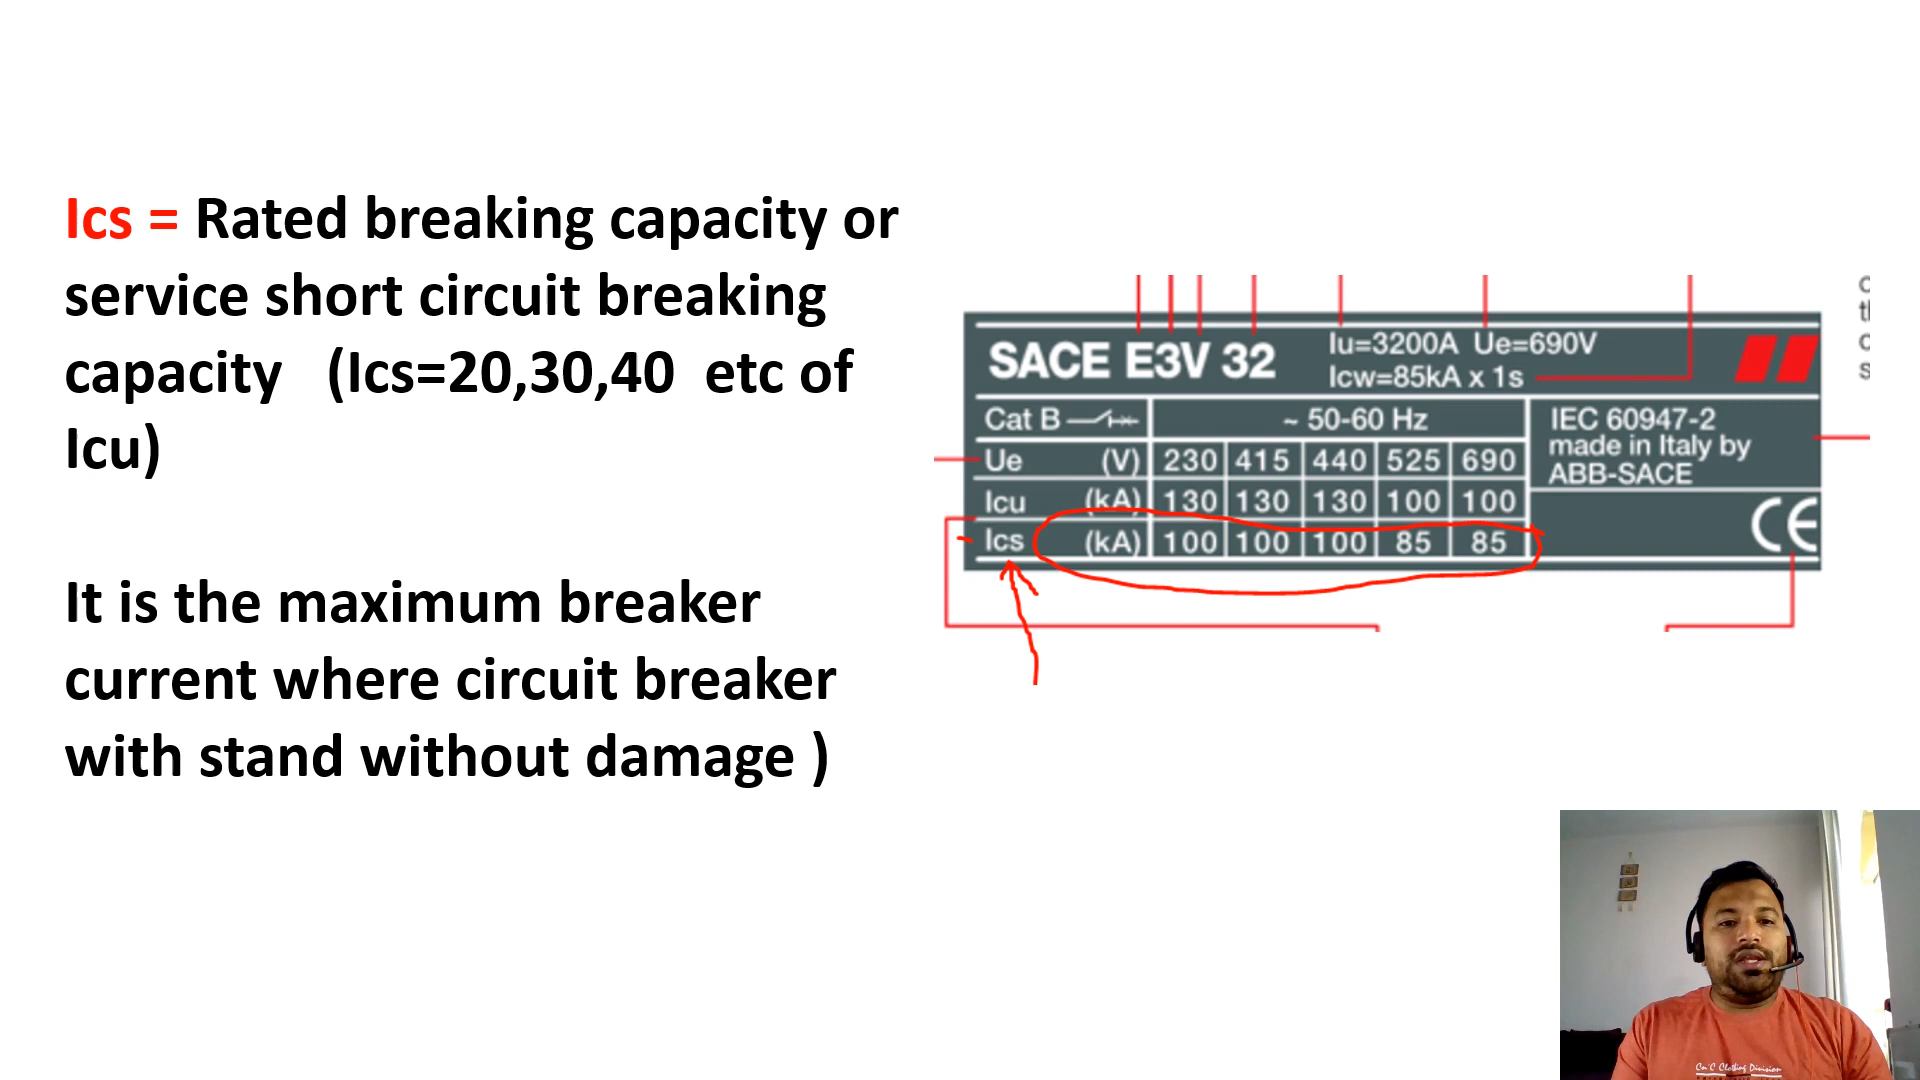 Ics = Rated breaking capacity or
service short circuit breaking
capacity (Ics=20,30,40 etc of
Icu)
It is the maximum breaker
current where circuit breaker
with stand without damage )
SACE E3V 32
Iu=3200A Ue=690V
Icw=85kA x 1s
Cat B ~ 50-60 Hz
Ue (V) 230 415 440 525 690
Icu (kA) 130 130 130 100 100
Ics (kA) 100 100 100 85 85
IEC 60947-2
made in Italy by
ABB-SACE
CE
Cn'C Clothing Division